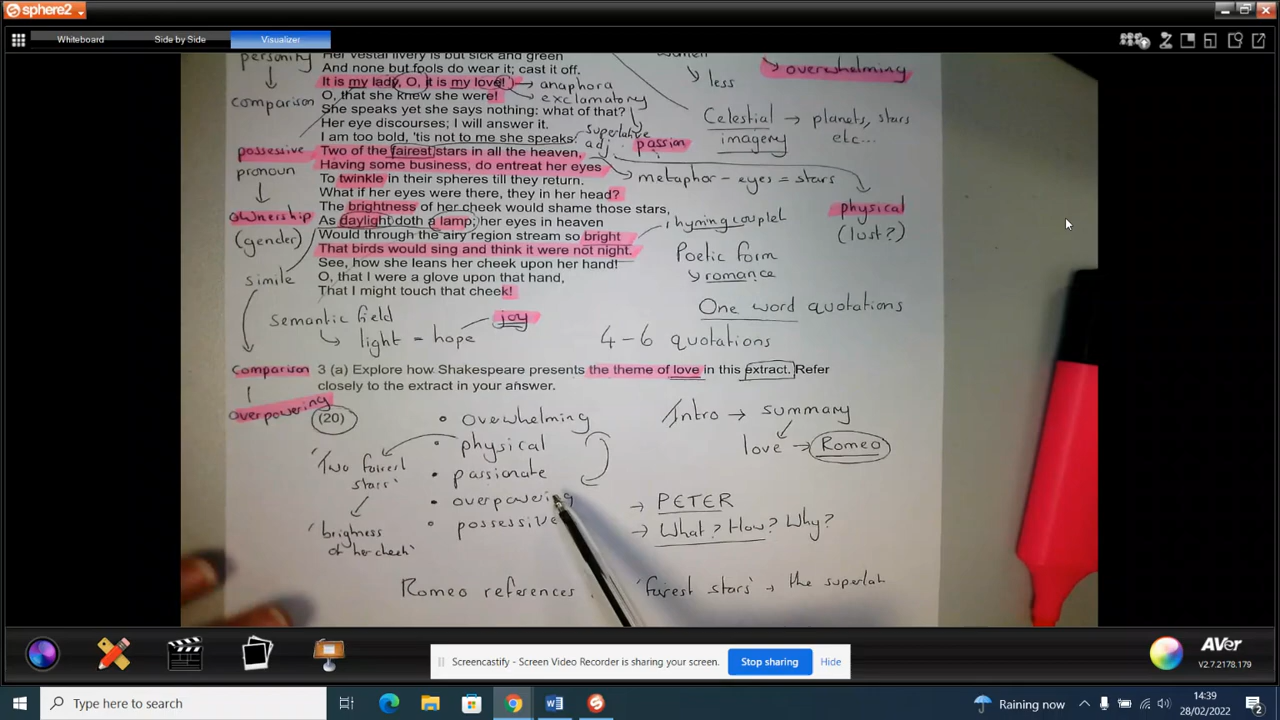 sphere2
Whiteboard
Side by Side
Visualizer
Her vestal livery is but sick and green
And none but fools do wear it; cast it off.
It is my lady, O, it is my love!
O, that she knew she were!
She speaks yet she says nothing: what of that?
Her eye discourses; I will answer it.
I am too bold, 'tis not to me she speaks:
Two of the fairest stars in all the heaven,
Having some business, do entreat her eyes
To twinkle in their spheres till they return.
What if her eyes were there, they in her head?
The brightness of her cheek would shame those stars,
As daylight doth a lamp; her eyes in heaven
Would through the airy region stream so bright
That birds would sing and think it were not night.
See, how she leans her cheek upon her hand!
O, that I were a glove upon that hand,
That I might touch that cheek!
personity
comparison
possessive
pronoun
ownership
(gender)
simile
Comparison
overpowering
anaphora
exclamatory
superlative
adj.
passion
women
less
overwhelming
Celestial
imagery
planets, stars
etc...
metaphor - eyes = stars
physical
(lust?)
rhyming couplet
Poetic form
romance
One word quotations
4-6 quotations
Semantic field
light = hope
joy
3 (a) Explore how Shakespeare presents the theme of love in this extract. Refer
closely to the extract in your answer.
(20)
• overwhelming
• physical
• passionate
• overpowering
• possessive
'Two fairest
stars'
'brighness
of her cheek'
Intro → summary
love → Romeo
→ PETER
→ What? How? Why?
Romeo references
'fairest stars' → the superlat
Screencastify - Screen Video Recorder is sharing your screen.
Stop sharing
Hide
AVer
V2.7.2178.179
Type here to search
Raining now
14:39
28/02/2022
2